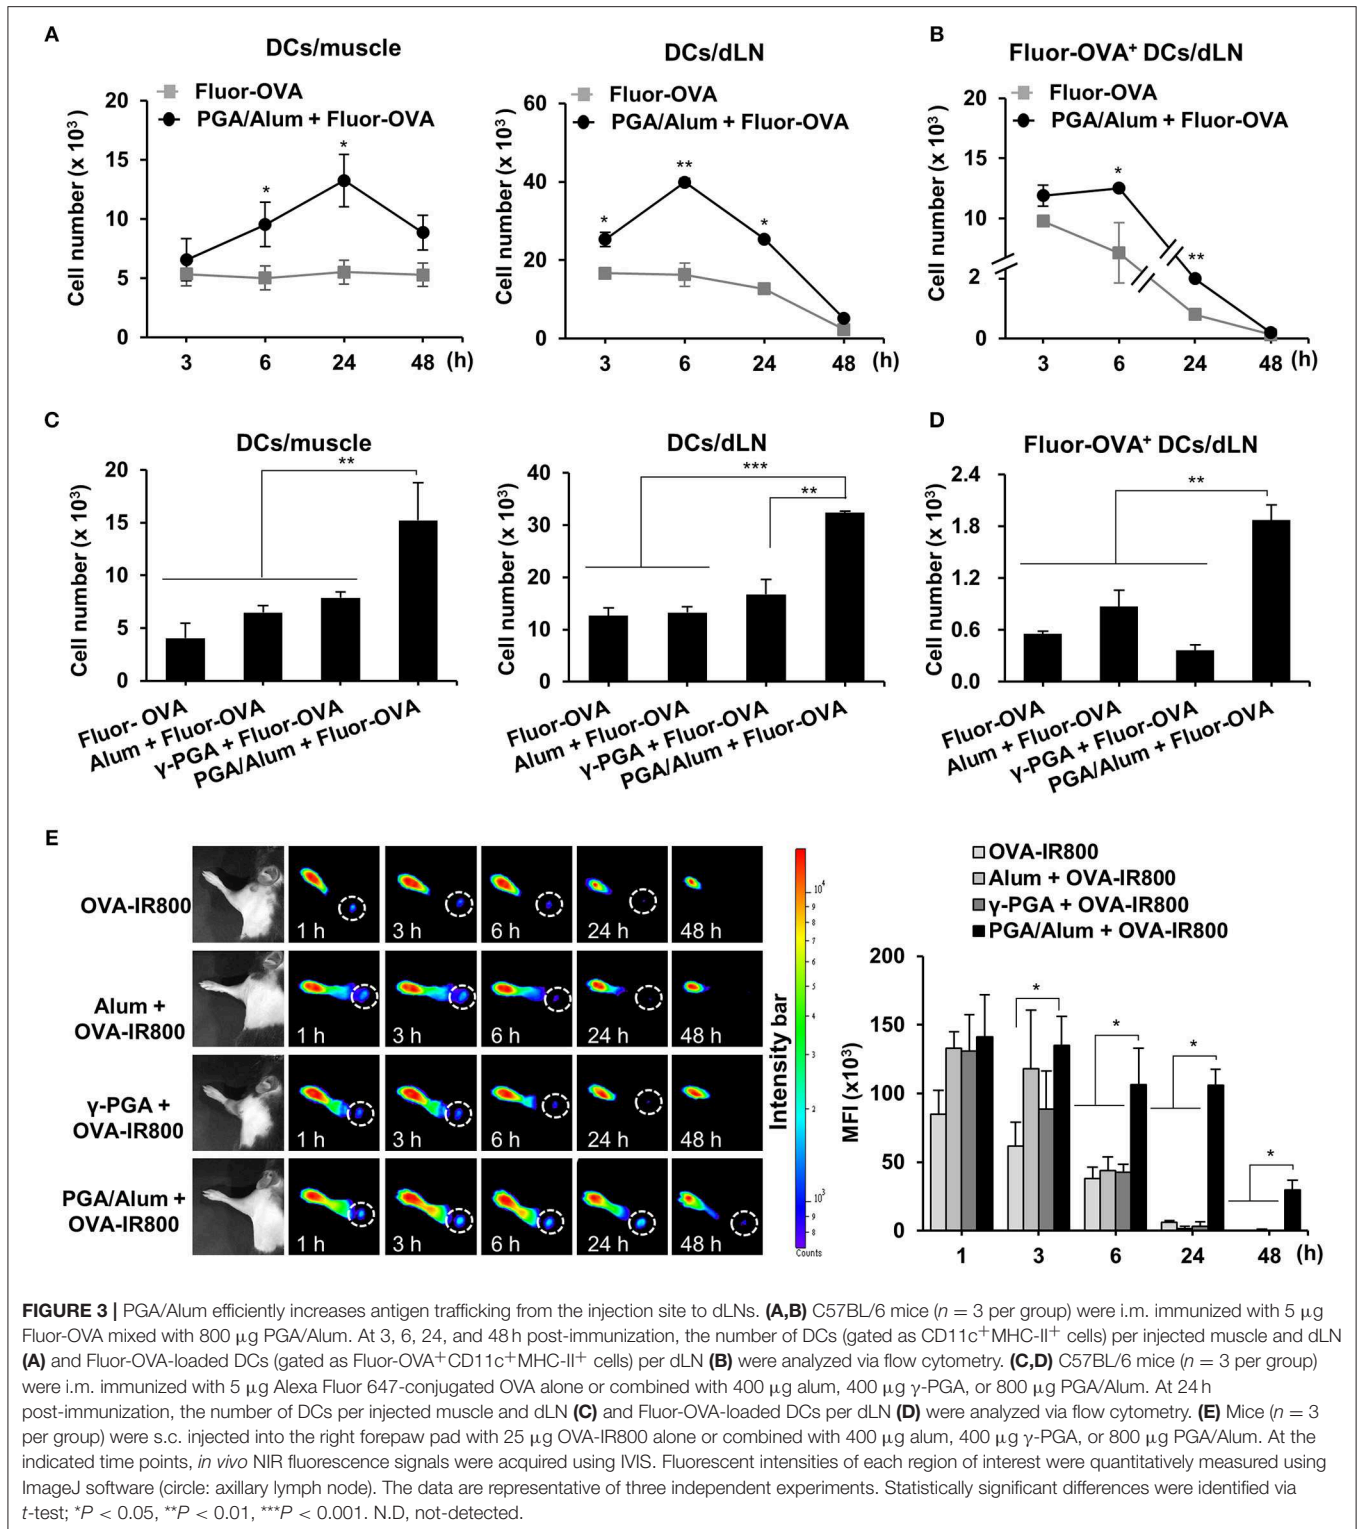 A
DCs/muscle
Fluor-OVA
PGA/Alum + Fluor-OVA
Cell number (x 10³)
20
15
10
5
0
*
*
3 6 24 48 (h)
DCs/dLN
Fluor-OVA
PGA/Alum + Fluor-OVA
Cell number (x 10³)
60
40
20
0
*
**
*
3 6 24 48 (h)
B
Fluor-OVA⁺ DCs/dLN
Fluor-OVA
PGA/Alum + Fluor-OVA
Cell number (x 10³)
20
15
10
2
0
*
**
3 6 24 48 (h)
C
DCs/muscle
Cell number (x 10³)
20
15
10
5
0
**
Fluor- OVA
Alum + Fluor-OVA
γ-PGA + Fluor-OVA
PGA/Alum + Fluor-OVA
DCs/dLN
Cell number (x 10³)
40
30
20
10
0
***
**
Fluor-OVA
Alum + Fluor-OVA
γ-PGA + Fluor-OVA
PGA/Alum + Fluor-OVA
D
Fluor-OVA⁺ DCs/dLN
Cell number (x 10³)
2.4
1.8
1.2
0.6
0.0
**
Fluor-OVA
Alum + Fluor-OVA
γ-PGA + Fluor-OVA
PGA/Alum + Fluor-OVA
E
OVA-IR800
1 h 3 h 6 h 24 h 48 h
Alum +
OVA-IR800
1 h 3 h 6 h 24 h 48 h
γ-PGA +
OVA-IR800
1 h 3 h 6 h 24 h 48 h
PGA/Alum +
OVA-IR800
1 h 3 h 6 h 24 h 48 h
Intensity bar
10⁴
9
8
7
6
5
4
3
2
10³
9
8
Counts
OVA-IR800
Alum + OVA-IR800
γ-PGA + OVA-IR800
PGA/Alum + OVA-IR800
MFI (x10³)
200
150
100
50
0
*
*
*
*
1 3 6 24 48 (h)
FIGURE 3 | PGA/Alum efficiently increases antigen trafficking from the injection site to dLNs. (A,B) C57BL/6 mice (n = 3 per group) were i.m. immunized with 5 μg
Fluor-OVA mixed with 800 μg PGA/Alum. At 3, 6, 24, and 48 h post-immunization, the number of DCs (gated as CD11c⁺MHC-II⁺ cells) per injected muscle and dLN
(A) and Fluor-OVA-loaded DCs (gated as Fluor-OVA⁺CD11c⁺MHC-II⁺ cells) per dLN (B) were analyzed via flow cytometry. (C,D) C57BL/6 mice (n = 3 per group)
were i.m. immunized with 5 μg Alexa Fluor 647-conjugated OVA alone or combined with 400 μg alum, 400 μg γ-PGA, or 800 μg PGA/Alum. At 24 h
post-immunization, the number of DCs per injected muscle and dLN (C) and Fluor-OVA-loaded DCs per dLN (D) were analyzed via flow cytometry. (E) Mice (n = 3
per group) were s.c. injected into the right forepaw pad with 25 μg OVA-IR800 alone or combined with 400 μg alum, 400 μg γ-PGA, or 800 μg PGA/Alum. At the
indicated time points, in vivo NIR fluorescence signals were acquired using IVIS. Fluorescent intensities of each region of interest were quantitatively measured using
ImageJ software (circle: axillary lymph node). The data are representative of three independent experiments. Statistically significant differences were identified via
t-test; *P < 0.05, **P < 0.01, ***P < 0.001. N.D, not-detected.